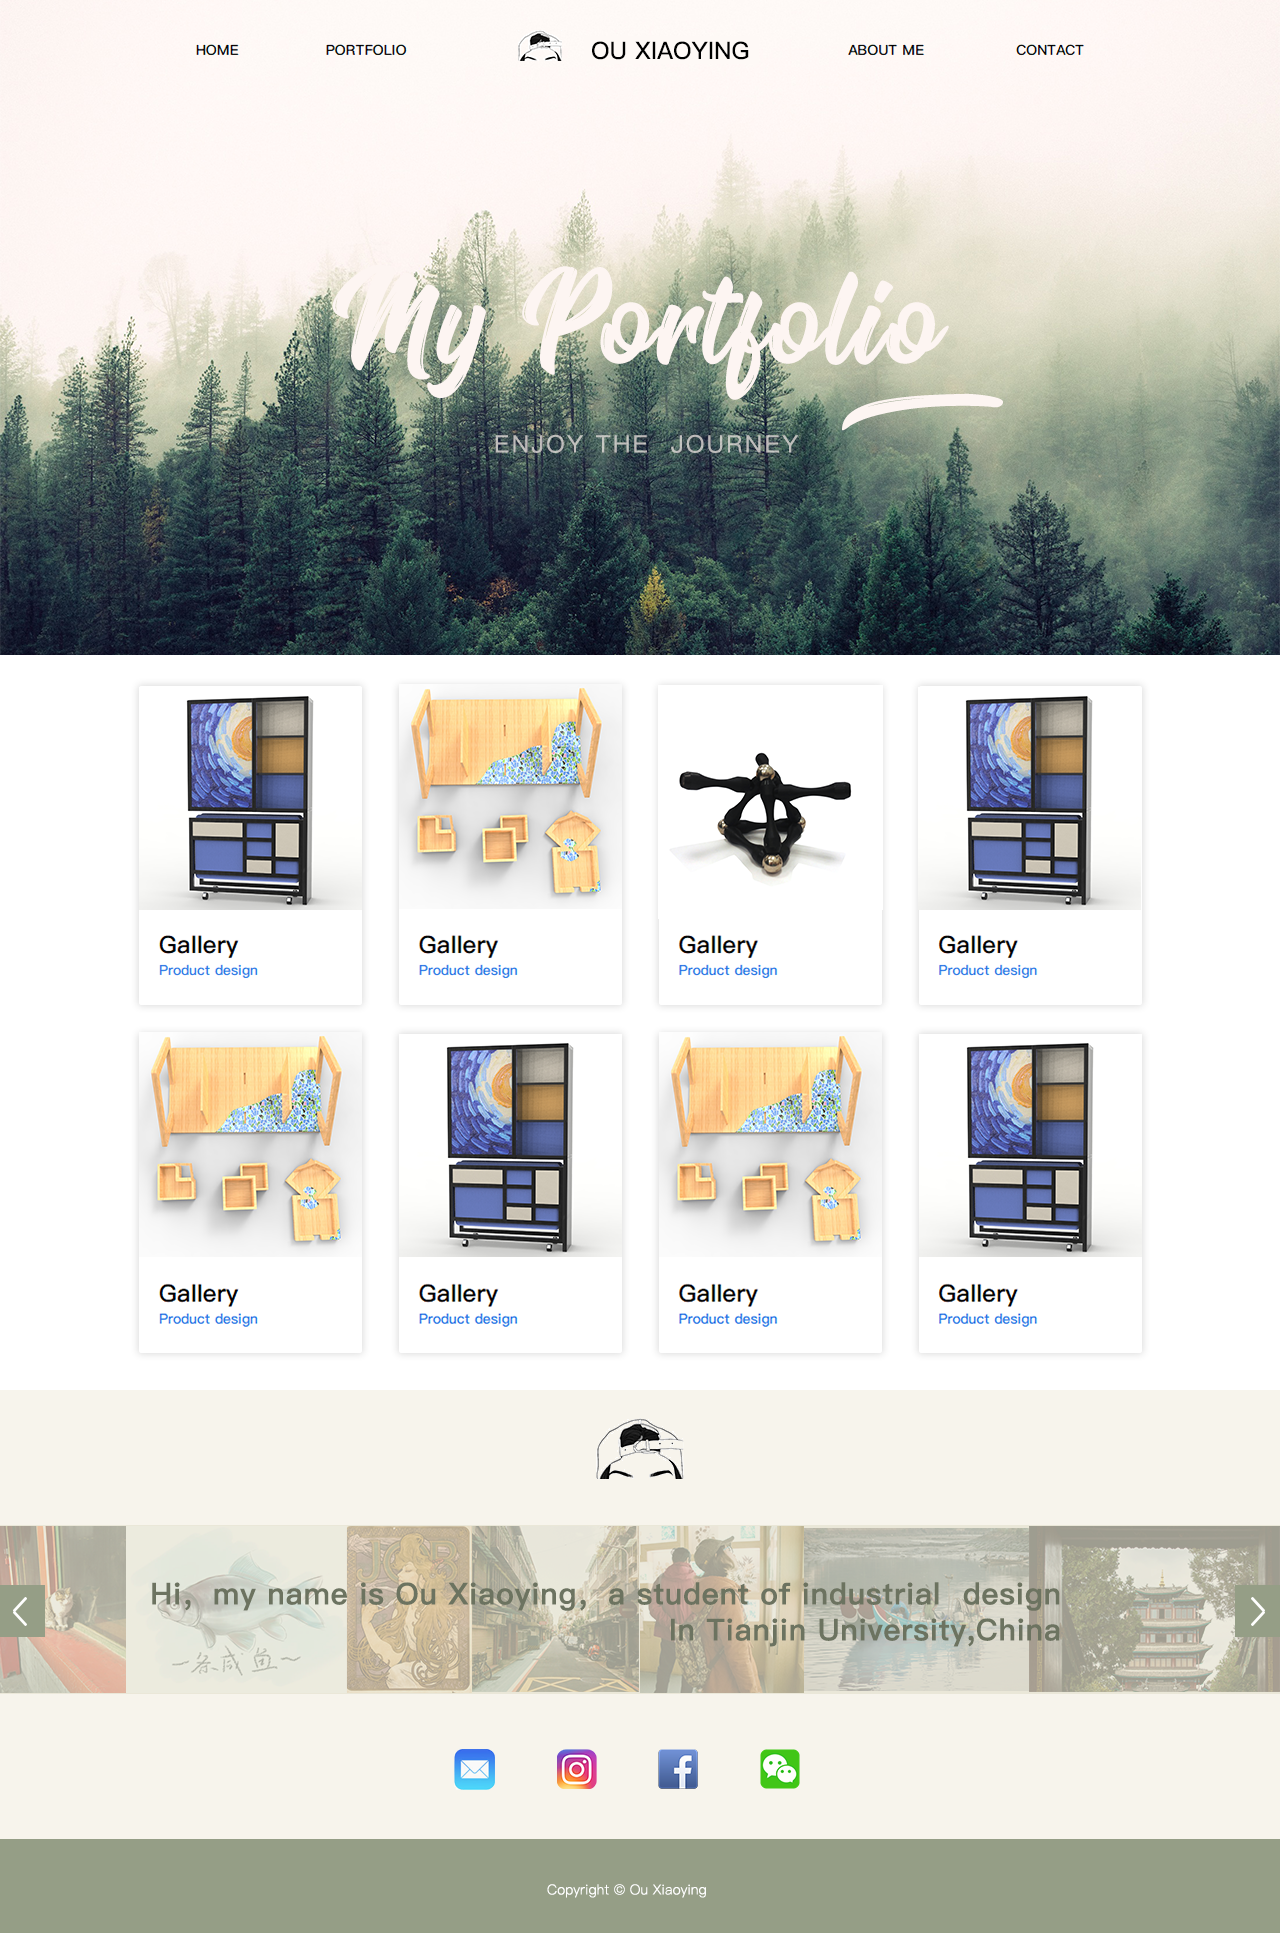 HOME PORTFOLIO OU XIAOYING ABOUT ME CONTACT
My Portfolio
ENJOY THE JOURNEY
Gallery Gallery Gallery Gallery
Product design Product design Product design Product design
Gallery Gallery Gallery Gallery
Product design Product design Product design Product design
JOB
Hi，my name is Ou Xiaoying，a student of industrial design
In Tianjin University,China
一条咸鱼～
Copyright © Ou Xiaoying